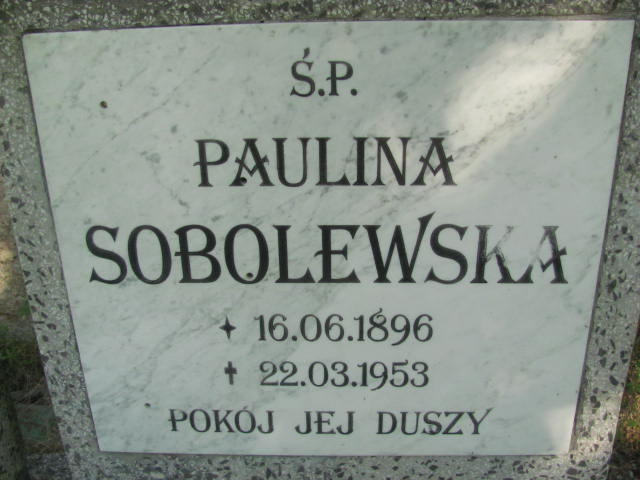 Ś.P.
PAULINA
SOBOLEWSKA
✦ 16.06.1896
✝ 22.03.1953
POKÓJ JEJ DUSZY